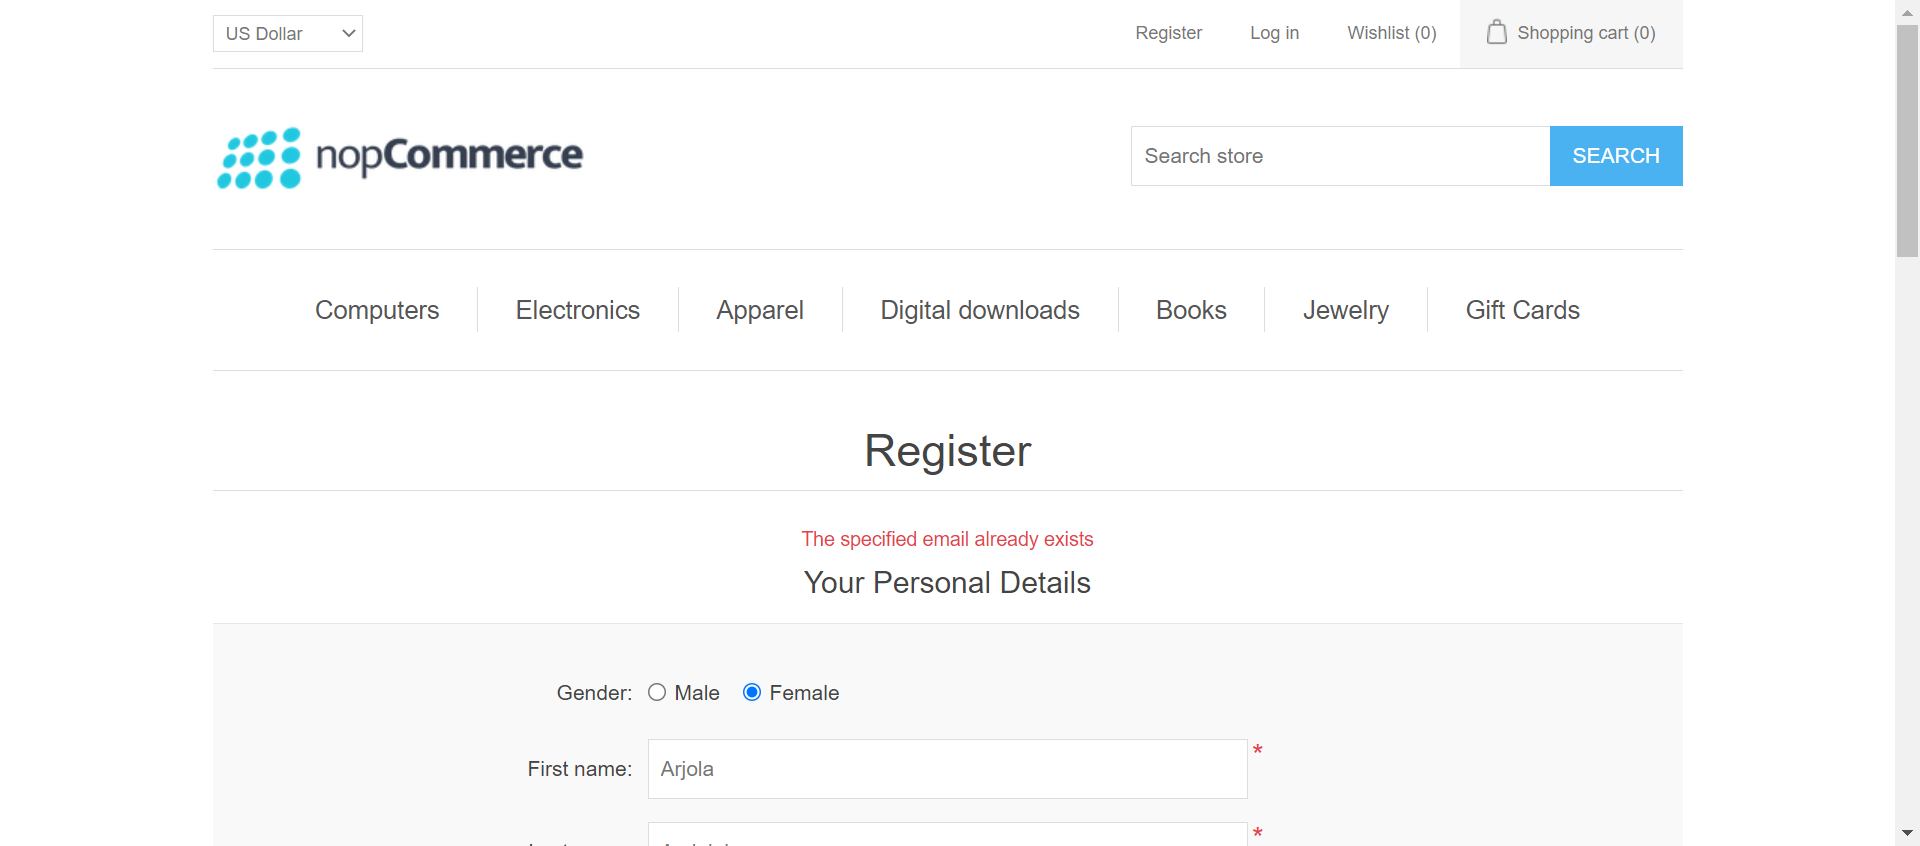 US Dollar Register Log in Wishlist (0) Shopping cart (0)
nopCommerce Search store SEARCH
Computers Electronics Apparel Digital downloads Books Jewelry Gift Cards
Register
The specified email already exists
Your Personal Details
Gender: Male Female
First name: Arjola *
*